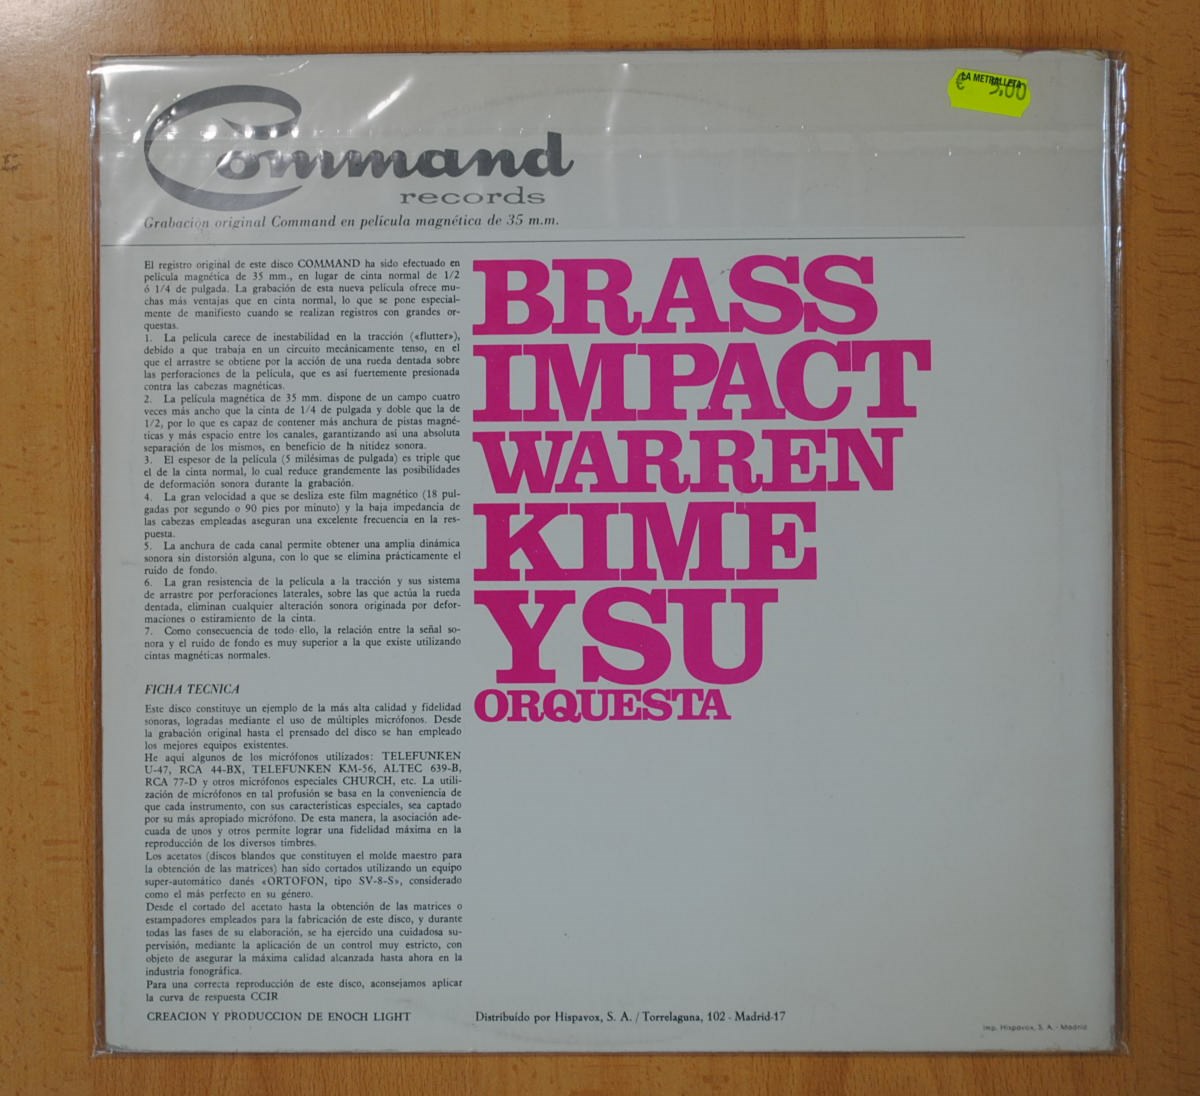 LA METRALLETA
€ 5,00
Command
records
Grabación original Command en película magnética de 35 m.m.
El registro original de este disco COMMAND ha sido efectuado en
película magnética de 35 mm., en lugar de cinta normal de 1/2
ó 1/4 de pulgada. La grabación de esta nueva película ofrece mu-
chas más ventajas que en cinta normal, lo que se pone especial-
mente de manifiesto cuando se realizan registros con grandes or-
questas.
1. La película carece de inestabilidad en la tracción («flutter»),
debido a que trabaja en un circuito mecánicamente tenso, en el
que el arrastre se obtiene por la acción de una rueda dentada sobre
las perforaciones de la película, que es así fuertemente presionada
contra las cabezas magnéticas.
2. La película magnética de 35 mm. dispone de un campo cuatro
veces más ancho que la cinta de 1/4 de pulgada y doble que la de
1/2, por lo que es capaz de contener más anchura de pistas magné-
ticas y más espacio entre los canales, garantizando así una absoluta
separación de los mismos, en beneficio de la nitidez sonora.
3. El espesor de la película (5 milésimas de pulgada) es triple que
el de la cinta normal, lo cual reduce grandemente las posibilidades
de deformación sonora durante la grabación.
4. La gran velocidad a que se desliza este film magnético (18 pul-
gadas por segundo o 90 pies por minuto) y la baja impedancia de
las cabezas empleadas aseguran una excelente frecuencia en la res-
puesta.
5. La anchura de cada canal permite obtener una amplia dinámica
sonora sin distorsión alguna, con lo que se elimina prácticamente el
ruido de fondo.
6. La gran resistencia de la película a la tracción y sus sistema
de arrastre por perforaciones laterales, sobre las que actúa la rueda
dentada, eliminan cualquier alteración sonora originada por defor-
maciones o estiramiento de la cinta.
7. Como consecuencia de todo ello, la relación entre la señal so-
nora y el ruido de fondo es muy superior a la que existe utilizando
cintas magnéticas normales.
FICHA TECNICA
Este disco constituye un ejemplo de la más alta calidad y fidelidad
sonoras, logradas mediante el uso de múltiples micrófonos. Desde
la grabación original hasta el prensado del disco se han empleado
los mejores equipos existentes.
He aquí algunos de los micrófonos utilizados: TELEFUNKEN
U-47, RCA 44-BX, TELEFUNKEN KM-56, ALTEC 639-B,
RCA 77-D y otros micrófonos especiales CHURCH, etc. La utili-
zación de micrófonos en tal profusión se basa en la conveniencia de
que cada instrumento, con sus características especiales, sea captado
por su más apropiado micrófono. De esta manera, la asociación ade-
cuada de unos y otros permite lograr una fidelidad máxima en la
reproducción de los diversos timbres.
Los acetatos (discos blandos que constituyen el molde maestro para
la obtención de las matrices) han sido cortados utilizando un equipo
super-automático danés «ORTOFON, tipo SV-8-S», considerado
como el más perfecto en su género.
Desde el cortado del acetato hasta la obtención de las matrices o
estampadores empleados para la fabricación de este disco, y durante
todas las fases de su elaboración, se ha ejercido una cuidadosa su-
pervisión, mediante la aplicación de un control muy estricto, con
objeto de asegurar la máxima calidad alcanzada hasta ahora en la
industria fonográfica.
Para una correcta reproducción de este disco, aconsejamos aplicar
la curva de respuesta CCIR
CREACION Y PRODUCCION DE ENOCH LIGHT
BRASS
IMPACT
WARREN
KIME
Y SU
ORQUESTA
Distribuído por Hispavox, S. A. / Torrelaguna, 102 - Madrid-17
Imp. Hispavox, S. A. - Madrid